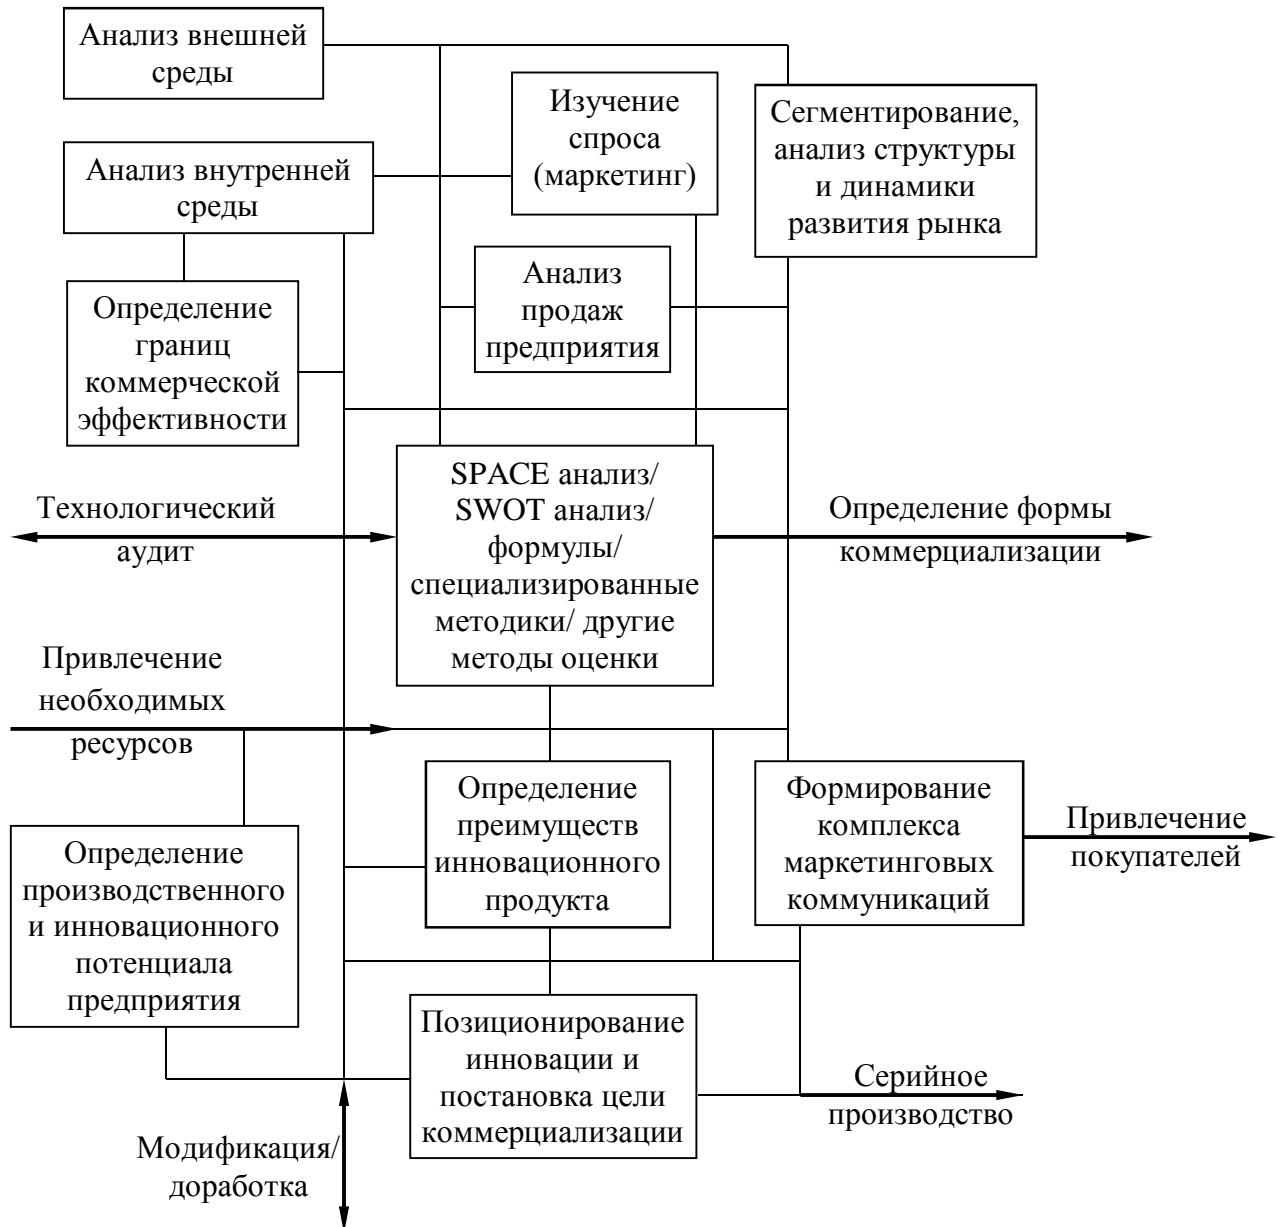 Анализ внешней
среды
Изучение
спроса
(маркетинг)
Сегментирование,
анализ структуры
и динамики
развития рынка
Анализ внутренней
среды
Анализ
продаж
предприятия
Определение
границ
коммерческой
эффективности
SPACE анализ/
SWOT анализ/
формулы/
специализированные
методики/ другие
методы оценки
Технологический
аудит
Определение формы
коммерциализации
Привлечение
необходимых
ресурсов
Определение
преимуществ
инновационного
продукта
Формирование
комплекса
маркетинговых
коммуникаций
Привлечение
покупателей
Определение
производственного
и инновационного
потенциала
предприятия
Позиционирование
инновации и
постановка цели
коммерциализации
Серийное
производство
Модификация/
доработка